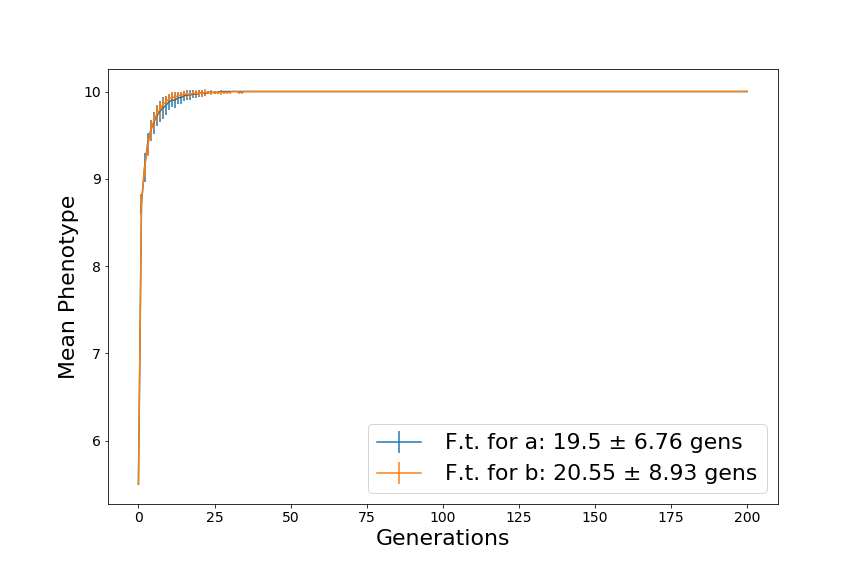 10
9
8
7
6
Mean Phenotype
F.t. for a: 19.5 ± 6.76 gens
F.t. for b: 20.55 ± 8.93 gens
0 25 50 75 100 125 150 175 200
Generations